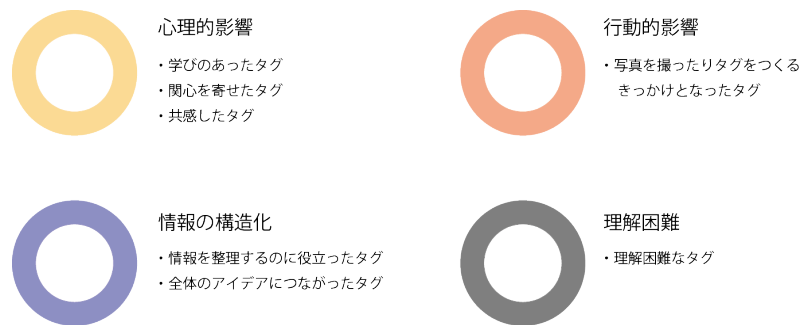 心理的影響
・学びのあったタグ
・関心を寄せたタグ
・共感したタグ
行動的影響
・写真を撮ったりタグをつくる
きっかけとなったタグ
情報の構造化
・情報を整理するのに役立ったタグ
・全体のアイデアにつながったタグ
理解困難
・理解困難なタグ